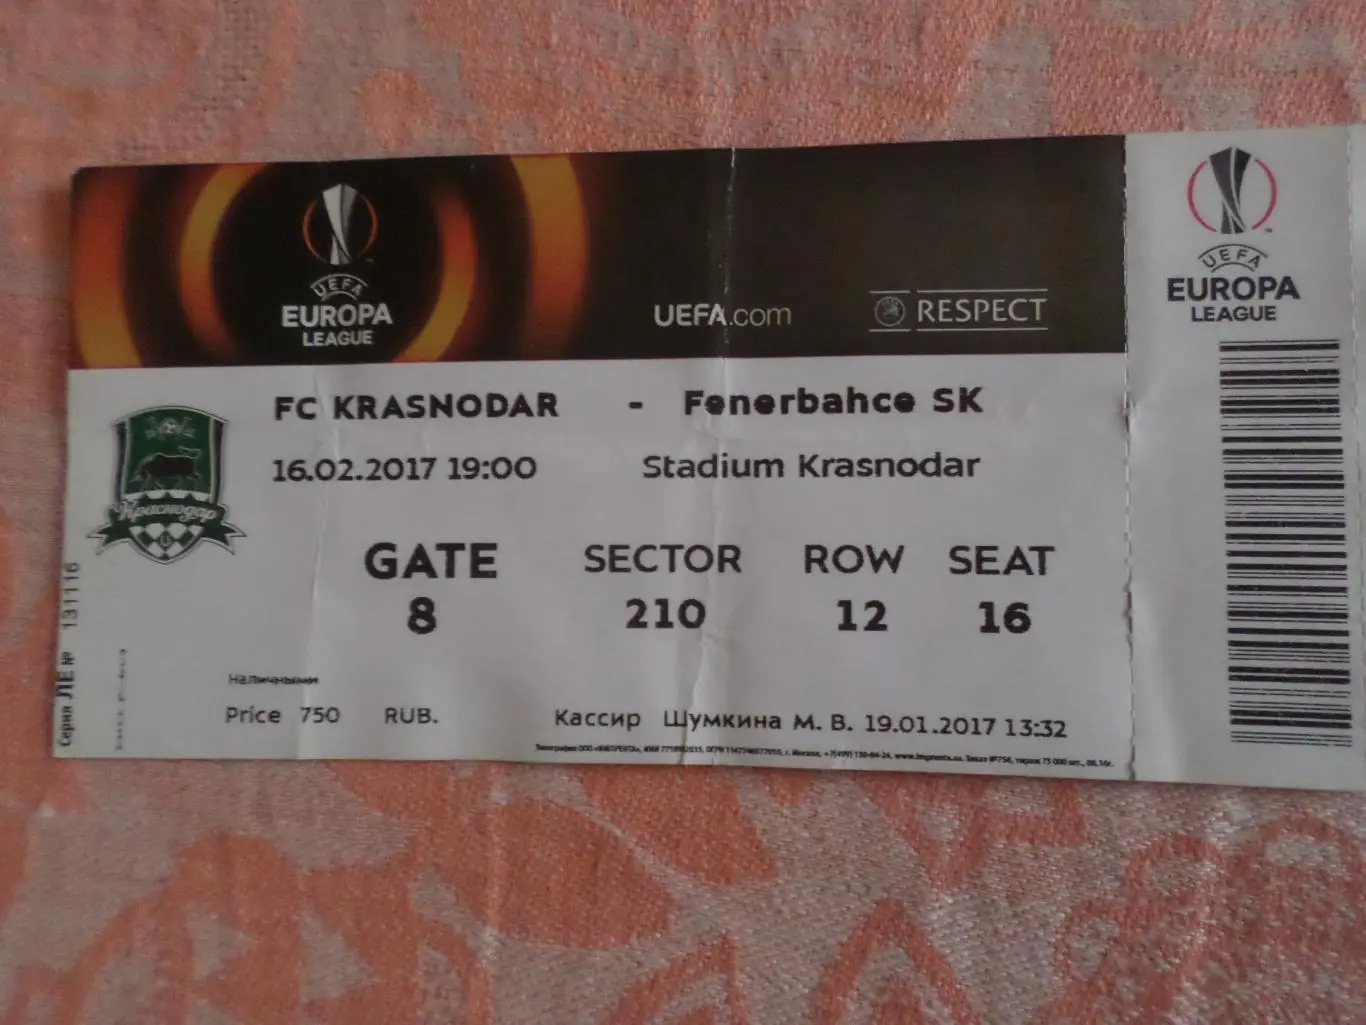 UEFA
EUROPA
LEAGUE
UEFA.com
RESPECT
FC KRASNODAR - Fenerbahce SK
16.02.2017 19:00 Stadium Krasnodar
Краснодар
GATE SECTOR ROW SEAT
8 210 12 16
Наличными
Price 750 RUB.
Кассир Шумкина М. В. 19.01.2017 13:32
Серия ЛЕ № 131116
UEFA
EUROPA
LEAGUE